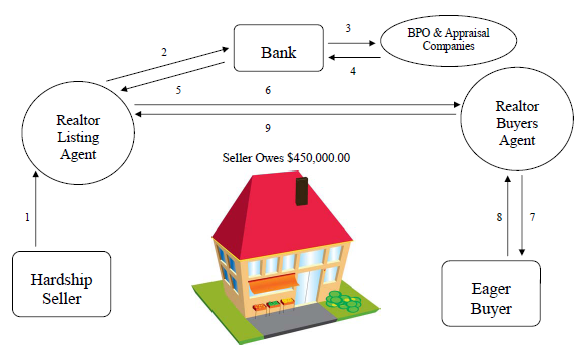 3
BPO & Appraisal
Companies
2
Bank
4
5
6
Realtor
Listing
Agent
Realtor
Buyers
Agent
9
Seller Owes $450,000.00
1
8
7
Hardship
Seller
Eager
Buyer